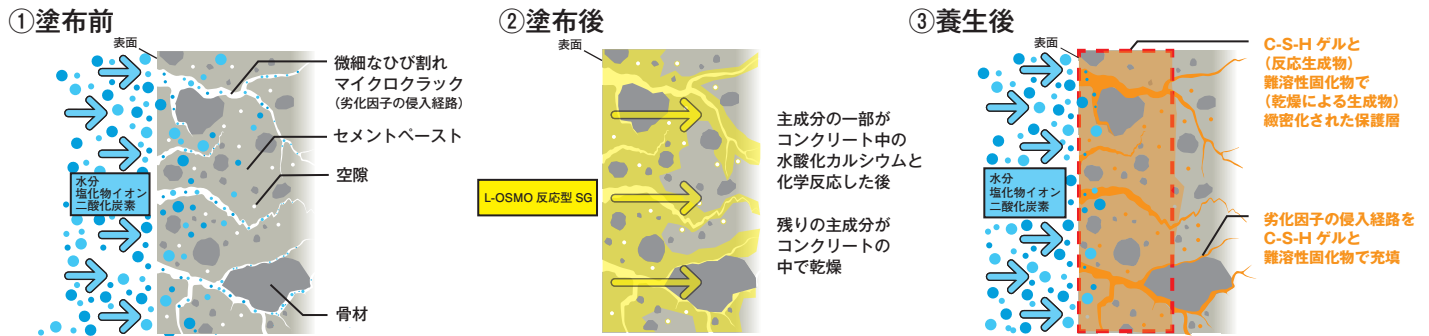 ①塗布前
表面
微細なひび割れ
マイクロクラック
(劣化因子の侵入経路)
セメントペースト
空隙
水分
塩化物イオン
二酸化炭素
骨材
②塗布後
表面
L-OSMO 反応型 SG
主成分の一部が
コンクリート中の
水酸化カルシウムと
化学反応した後
残りの主成分が
コンクリートの
中で乾燥
③養生後
表面
C-S-H ゲルと
(反応生成物)
難溶性固化物で
(乾燥による生成物)
緻密化された保護層
水分
塩化物イオン
二酸化炭素
劣化因子の侵入経路を
C-S-H ゲルと
難溶性固化物で充填